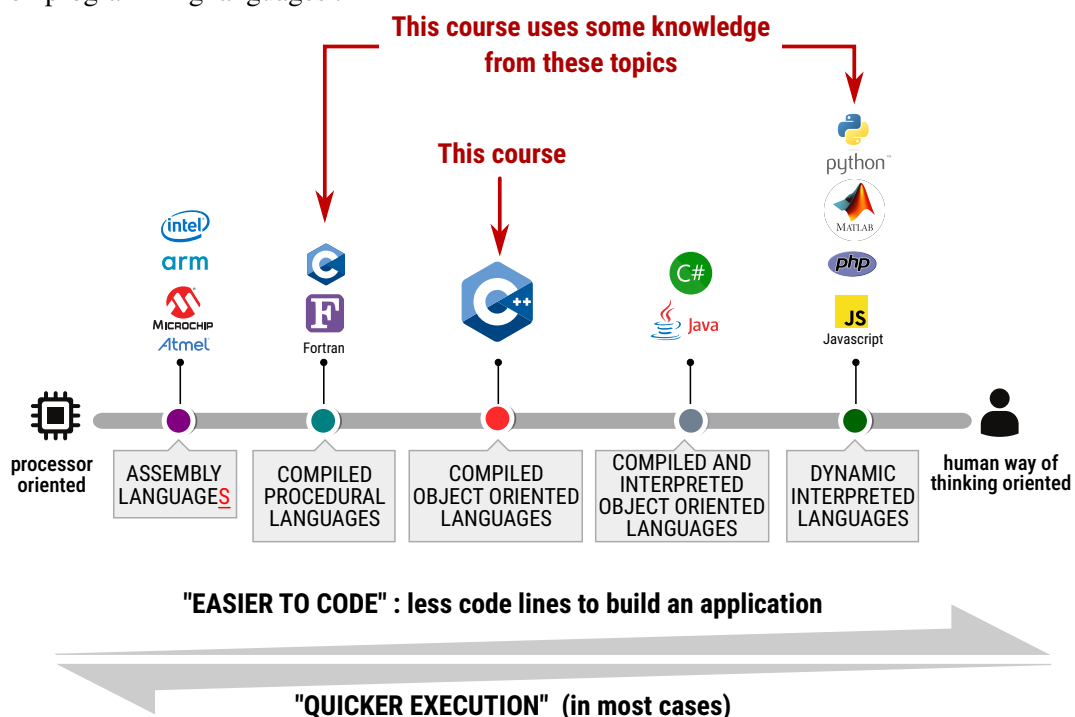 This course uses some knowledge
from these topics
This course
python™
MATLAB
php
JS
Javascript
intel
arm
MICROCHIP
Atmel
C
F
Fortran
C++
C#
Java
processor
oriented
ASSEMBLY
LANGUAGES
COMPILED
PROCEDURAL
LANGUAGES
COMPILED
OBJECT ORIENTED
LANGUAGES
COMPILED AND
INTERPRETED
OBJECT ORIENTED
LANGUAGES
DYNAMIC
INTERPRETED
LANGUAGES
human way of
thinking oriented
"EASIER TO CODE" : less code lines to build an application
"QUICKER EXECUTION" (in most cases)